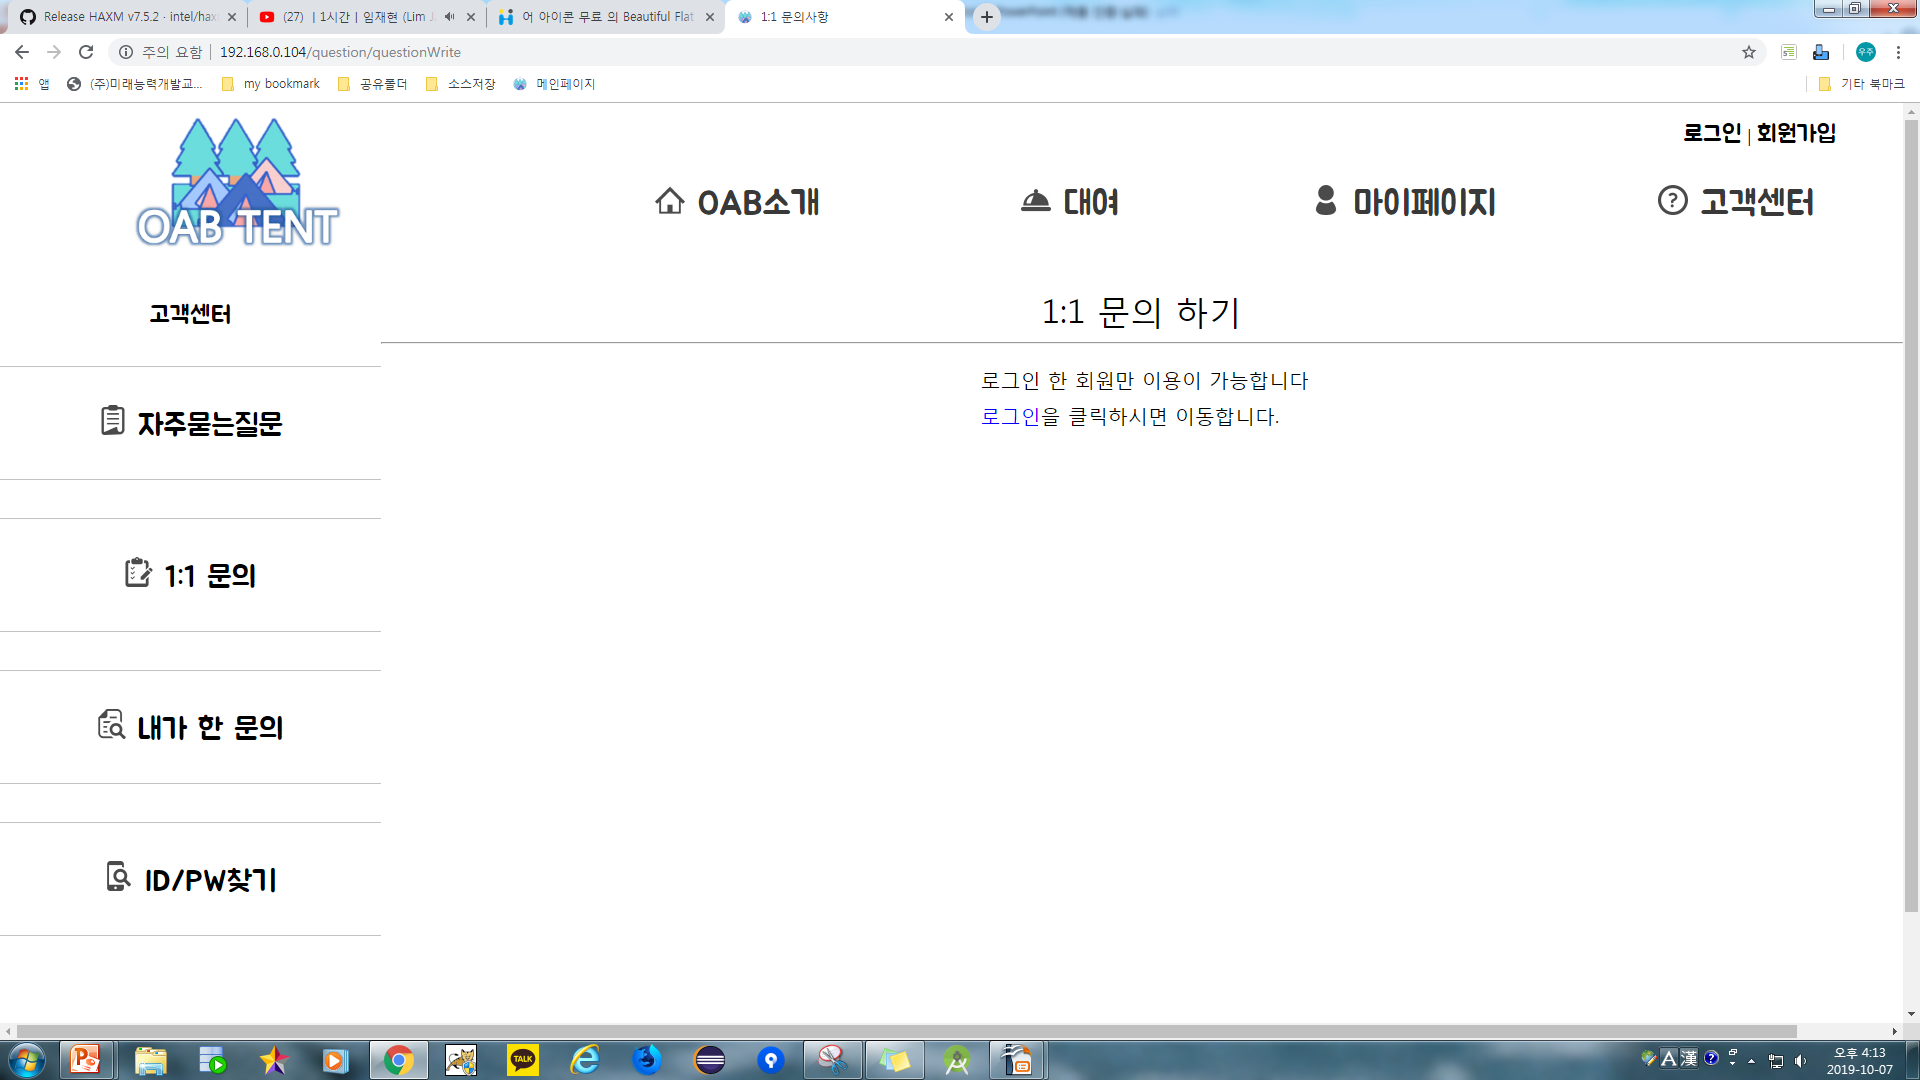 Release HAXM v7.5.2 · intel/hax
(27) | 1시간 | 임재현 (Lim J
어 아이콘 무료 의 Beautiful Flat
1:1 문의사항
주의 요함 | 192.168.0.104/question/questionWrite
우주
앱
(주)미래능력개발교...
my bookmark
공유폴더
소스저장
메인페이지
기타 북마크
OAB TENT
로그인 | 회원가입
OAB소개
대여
마이페이지
고객센터
고객센터
1:1 문의 하기
로그인 한 회원만 이용이 가능합니다
로그인을 클릭하시면 이동합니다.
자주묻는질문
1:1 문의
내가 한 문의
ID/PW찾기
TALK
A 漢
오후 4:13
2019-10-07